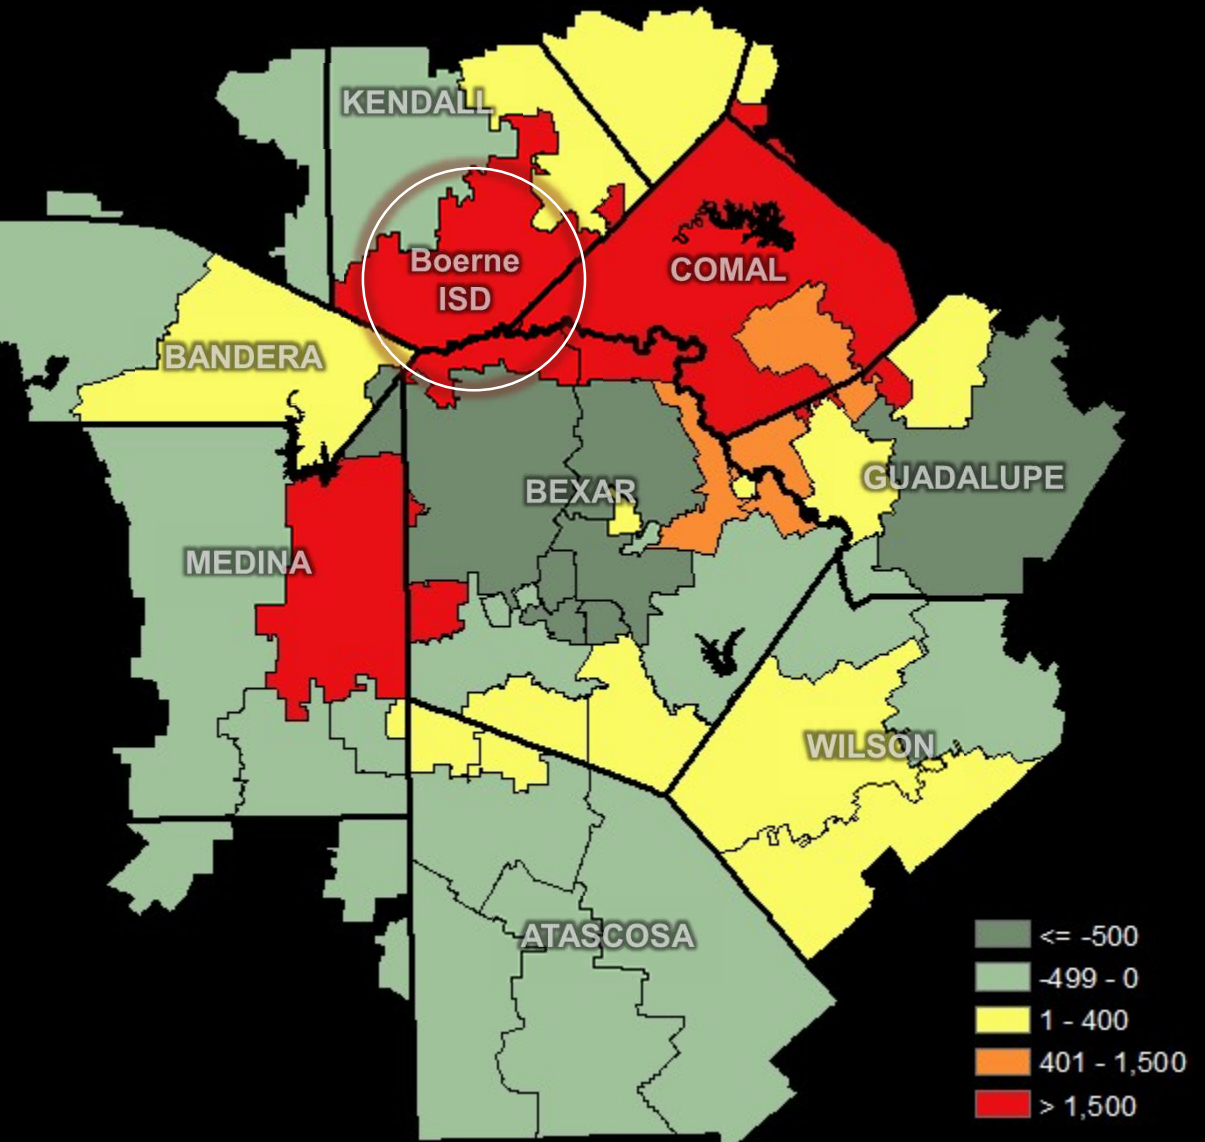 KENDALL
Boerne
ISD
COMAL
BANDERA
BEXAR
GUADALUPE
MEDINA
WILSON
ATASCOSA
<= -500
-499 - 0
1 - 400
401 - 1,500
> 1,500